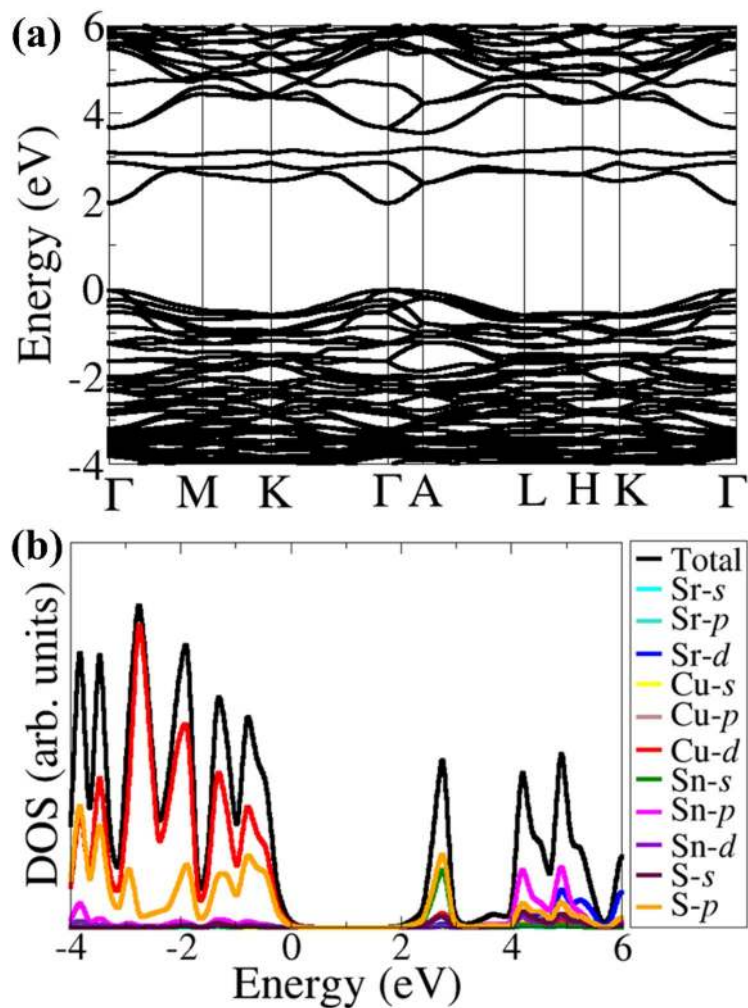 (a)
Energy (eV)
6
4
2
0
-2
-4
Γ M K Γ A L H K Γ
(b)
DOS (arb. units)
Total
Sr-s
Sr-p
Sr-d
Cu-s
Cu-p
Cu-d
Sn-s
Sn-p
Sn-d
S-s
S-p
-4 -2 0 2 4 6
Energy (eV)